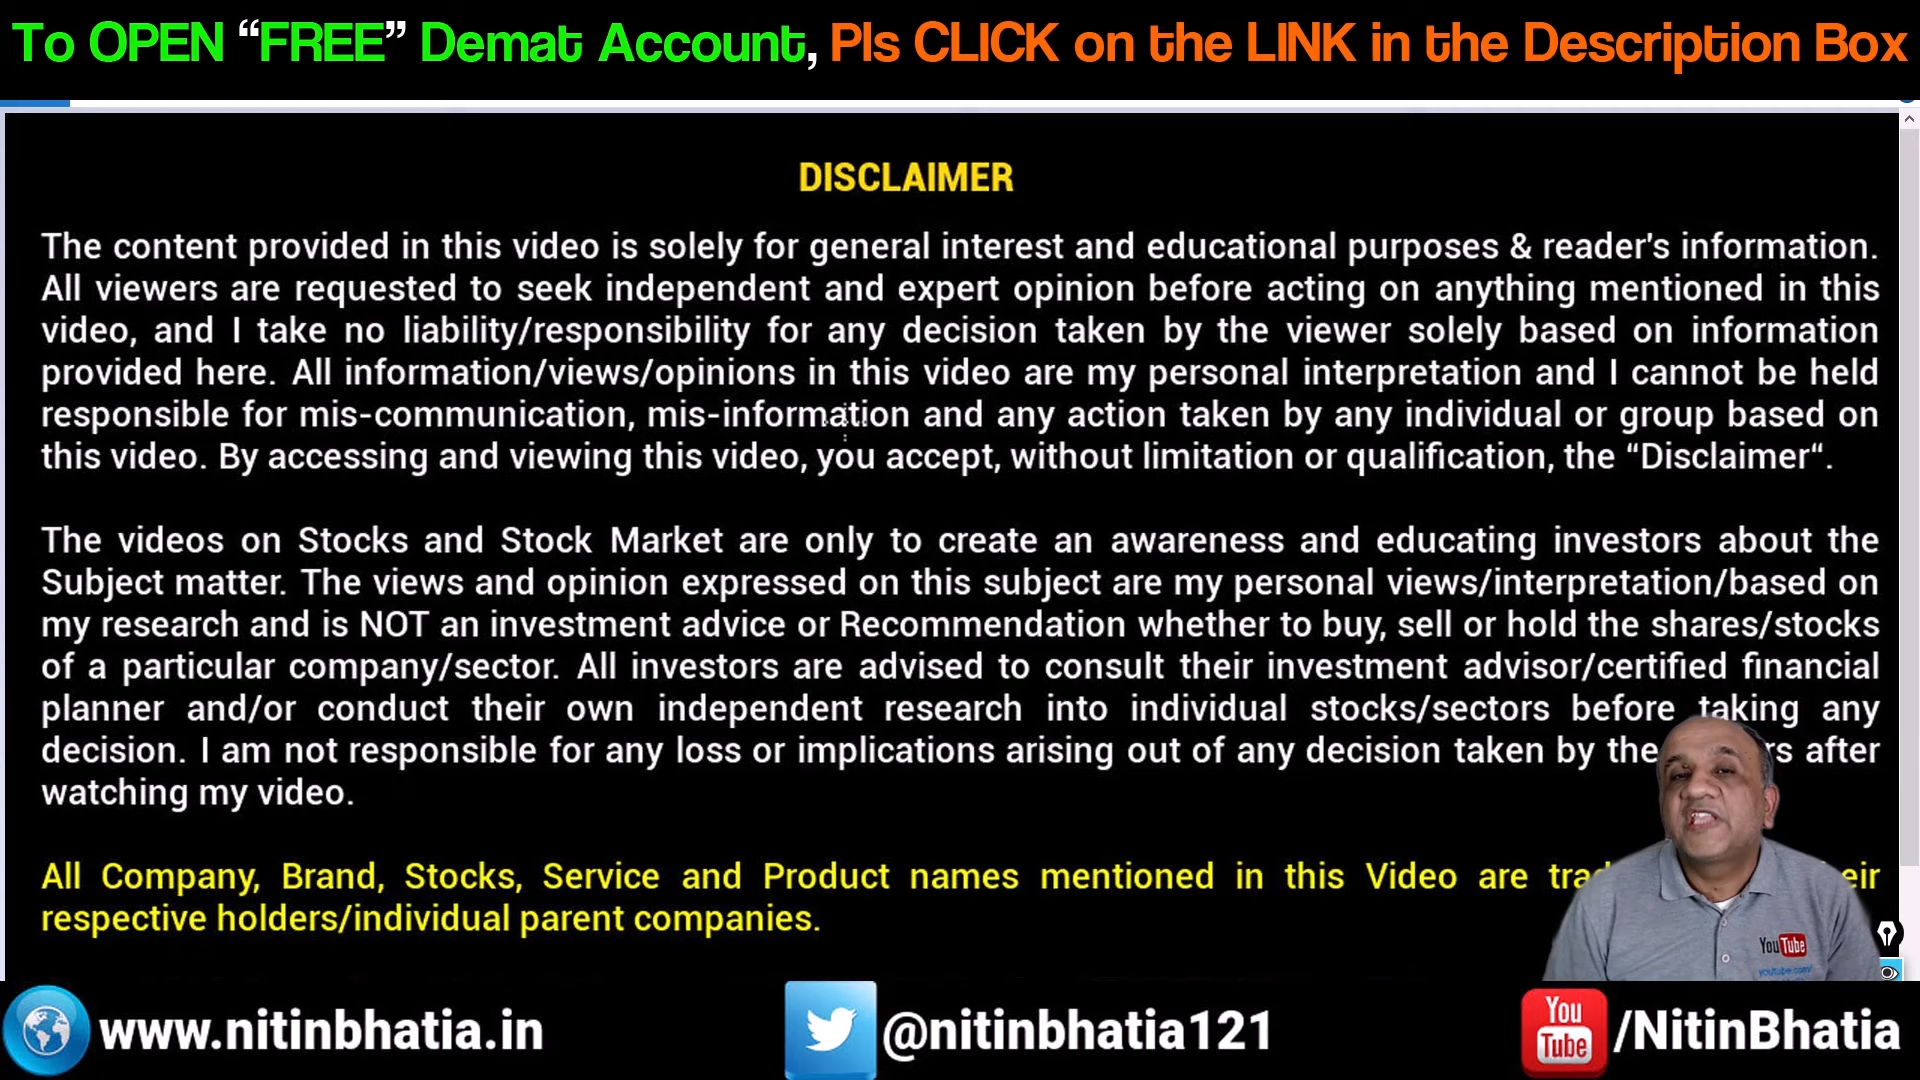 To OPEN “FREE” Demat Account, Pls CLICK on the LINK in the Description Box
DISCLAIMER
The content provided in this video is solely for general interest and educational purposes & reader's information.
All viewers are requested to seek independent and expert opinion before acting on anything mentioned in this
video, and I take no liability/responsibility for any decision taken by the viewer solely based on information
provided here. All information/views/opinions in this video are my personal interpretation and I cannot be held
responsible for mis-communication, mis-information and any action taken by any individual or group based on
this video. By accessing and viewing this video, you accept, without limitation or qualification, the “Disclaimer“.
The videos on Stocks and Stock Market are only to create an awareness and educating investors about the
Subject matter. The views and opinion expressed on this subject are my personal views/interpretation/based on
my research and is NOT an investment advice or Recommendation whether to buy, sell or hold the shares/stocks
of a particular company/sector. All investors are advised to consult their investment advisor/certified financial
planner and/or conduct their own independent research into individual stocks/sectors before taking any
decision. I am not responsible for any loss or implications arising out of any decision taken by the after
watching my video.
All Company, Brand, Stocks, Service and Product names mentioned in this Video are
respective holders/individual parent companies.
YouTube
youtube.com/
www.nitinbhatia.in
@nitinbhatia121
You
Tube
/NitinBhatia